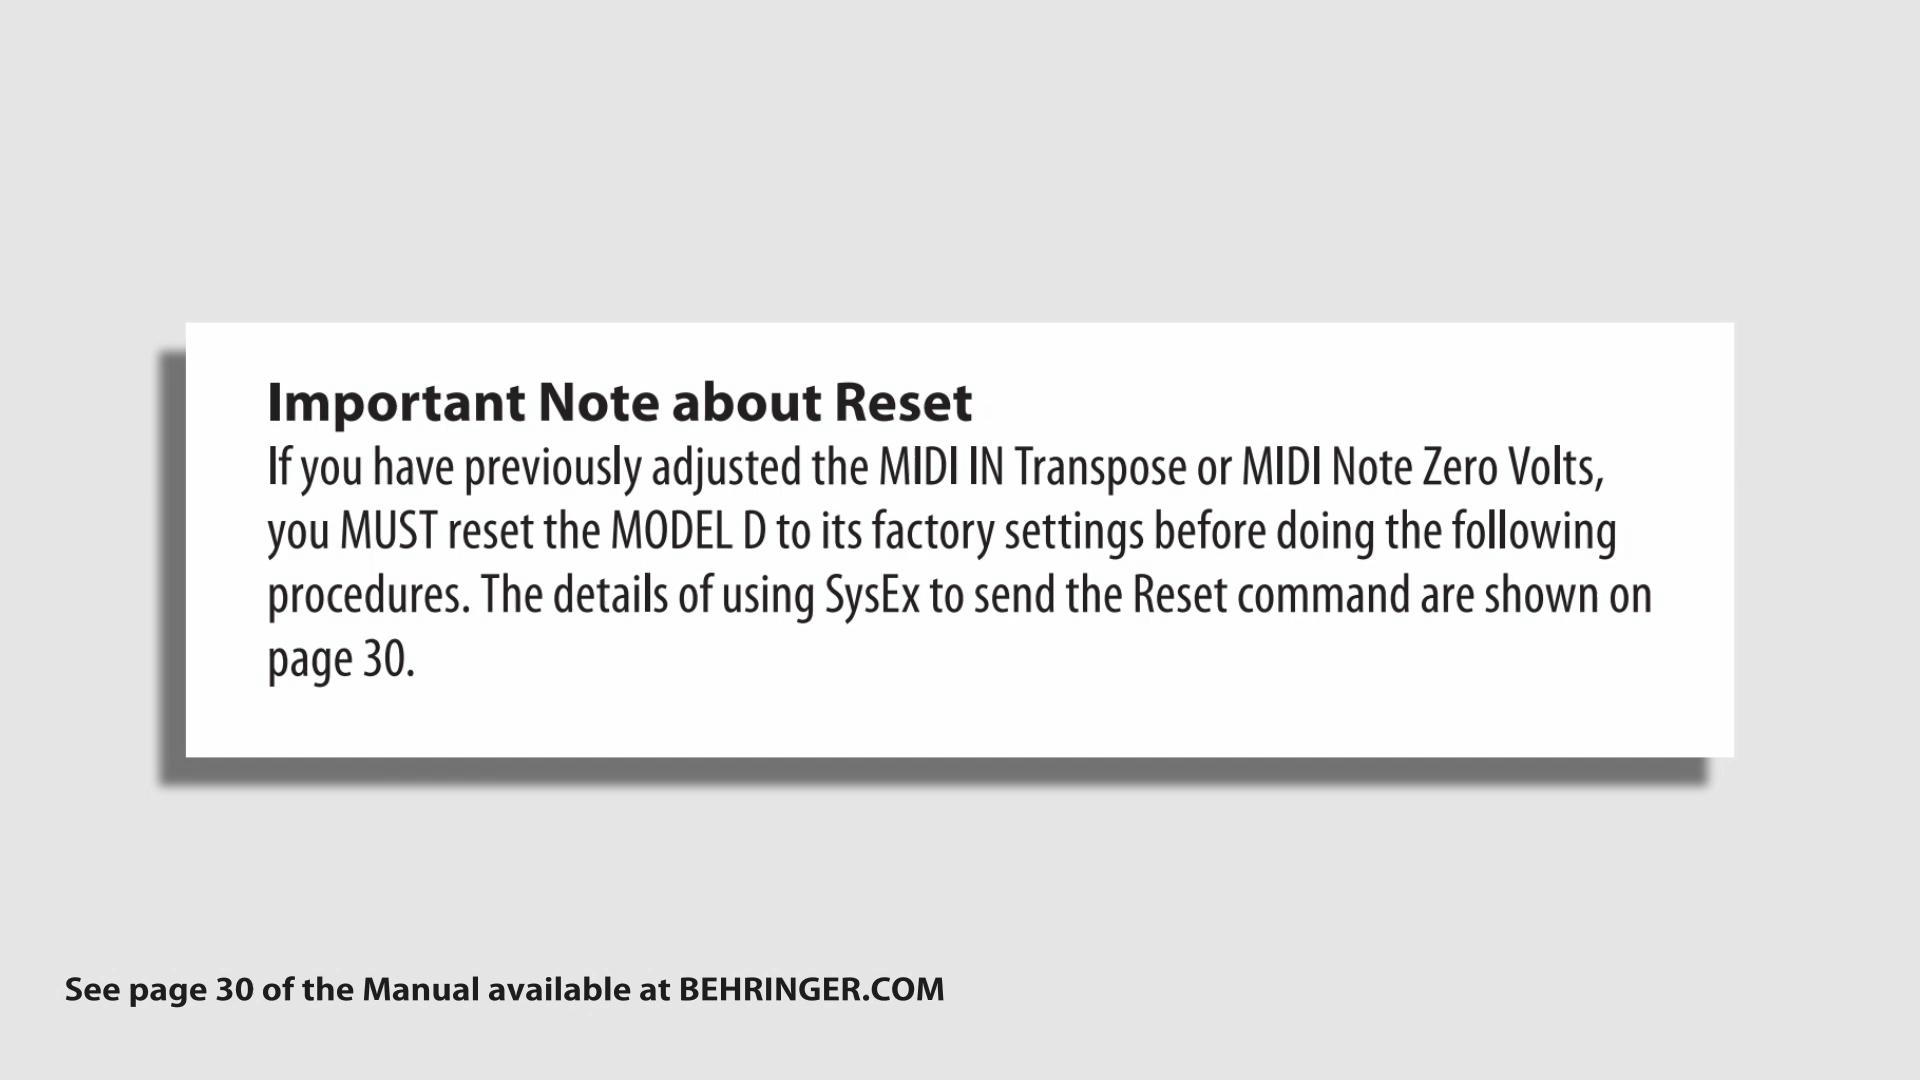 Important Note about Reset
If you have previously adjusted the MIDI IN Transpose or MIDI Note Zero Volts,
you MUST reset the MODEL D to its factory settings before doing the following
procedures. The details of using SysEx to send the Reset command are shown on
page 30.
See page 30 of the Manual available at BEHRINGER.COM